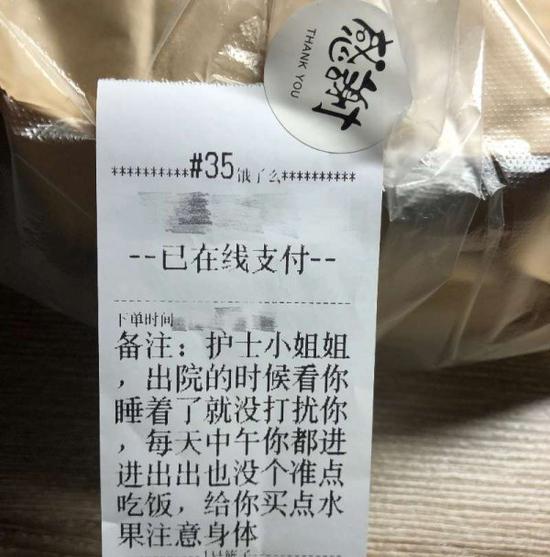 感謝
THANK YOU
**********#35饿了么**********
--已在线支付--
下单时间
备注：护士小姐姐
，出院的时候看你
睡着了就没打扰你
，每天中午你都进
进出出也没个准点
吃饭，给你买点水
果注意身体